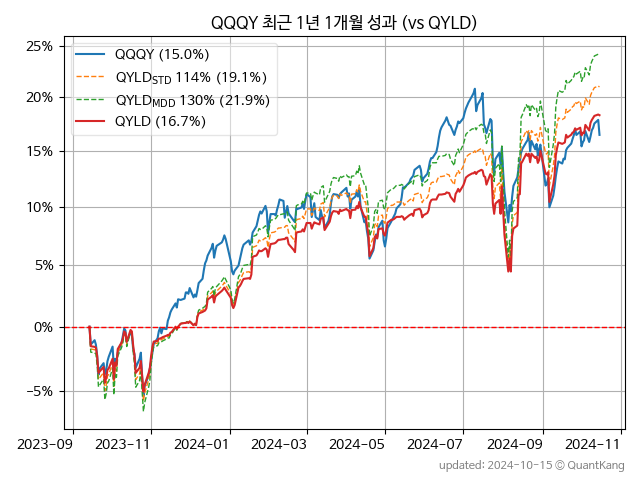 QQQY 최근 1년 1개월 성과 (vs QYLD)
25%
20%
15%
10%
5%
0%
−5%
QQQY (15.0%)
QYLD_STD 114% (19.1%)
QYLD_MDD 130% (21.9%)
QYLD (16.7%)
2023-09 2023-11 2024-01 2024-03 2024-05 2024-07 2024-09 2024-11
updated: 2024-10-15 © QuantKang